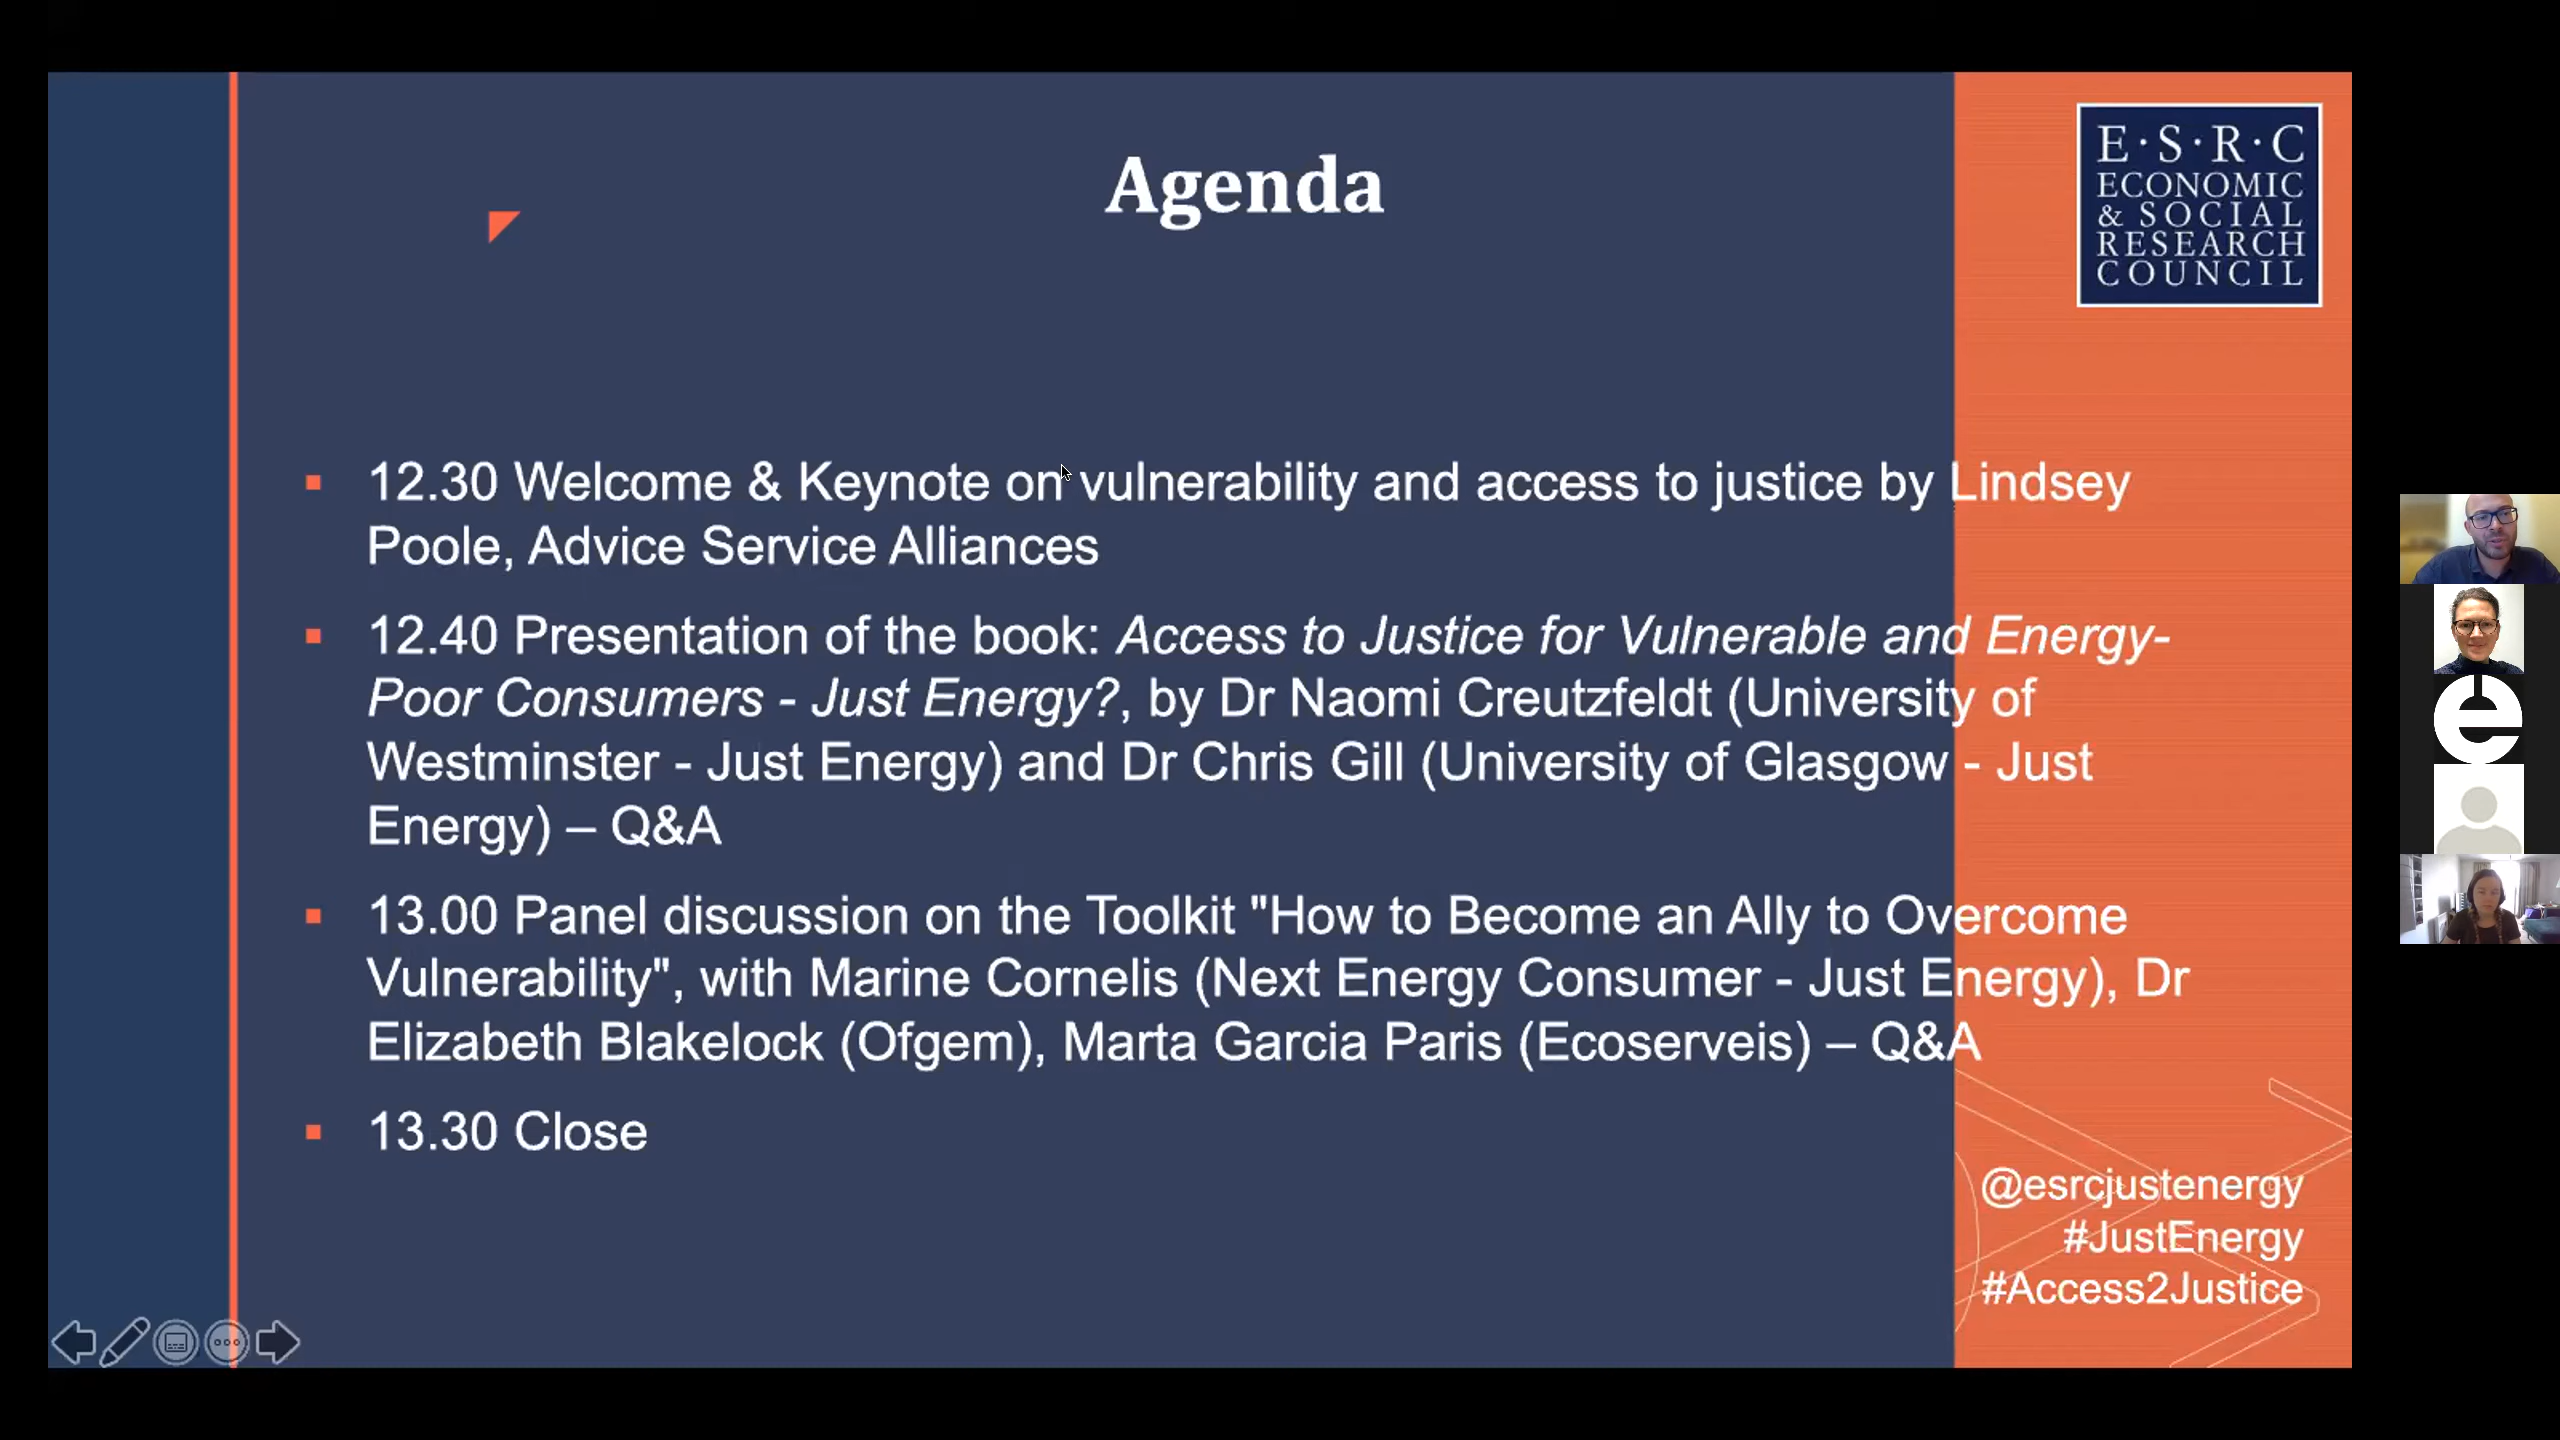 Agenda
E·S·R·C
ECONOMIC
& SOCIAL
RESEARCH
COUNCIL
12.30 Welcome & Keynote on vulnerability and access to justice by Lindsey
Poole, Advice Service Alliances
12.40 Presentation of the book: Access to Justice for Vulnerable and Energy-
Poor Consumers - Just Energy?, by Dr Naomi Creutzfeldt (University of
Westminster - Just Energy) and Dr Chris Gill (University of Glasgow - Just
Energy) – Q&A
13.00 Panel discussion on the Toolkit "How to Become an Ally to Overcome
Vulnerability", with Marine Cornelis (Next Energy Consumer - Just Energy), Dr
Elizabeth Blakelock (Ofgem), Marta Garcia Paris (Ecoserveis) – Q&A
13.30 Close
@esrcjustenergy
#JustEnergy
#Access2Justice
e